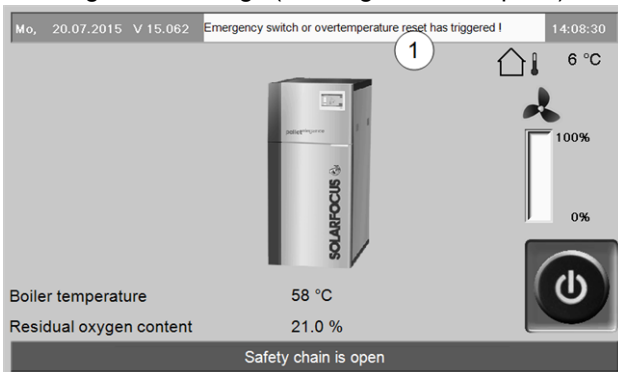 Mo, 20.07.2015 V 15.062 Emergency switch or overtemperature reset has triggered ! 14:08:30
1
6 °C
100%
SOLARFOCUS
0%
Boiler temperature 58 °C
Residual oxygen content 21.0 %
Safety chain is open